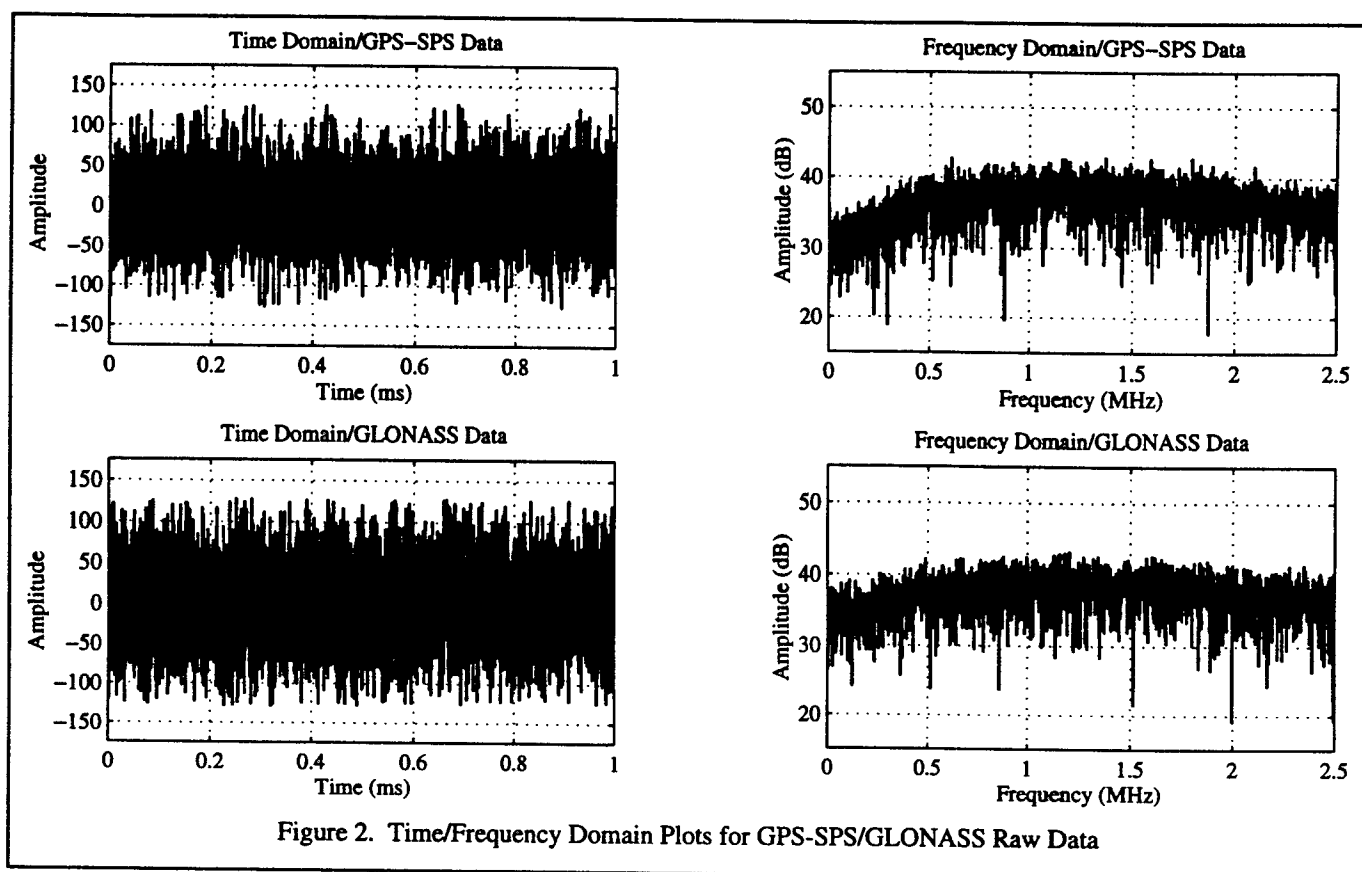 Time Domain/GPS–SPS Data
150
100
50
0
–50
–100
–150
Amplitude
0 0.2 0.4 0.6 0.8 1
Time (ms)
Frequency Domain/GPS–SPS Data
50
40
30
20
Amplitude (dB)
0 0.5 1 1.5 2 2.5
Frequency (MHz)
Time Domain/GLONASS Data
150
100
50
0
–50
–100
–150
Amplitude
0 0.2 0.4 0.6 0.8 1
Time (ms)
Frequency Domain/GLONASS Data
50
40
30
20
Amplitude (dB)
0 0.5 1 1.5 2 2.5
Frequency (MHz)
Figure 2. Time/Frequency Domain Plots for GPS-SPS/GLONASS Raw Data